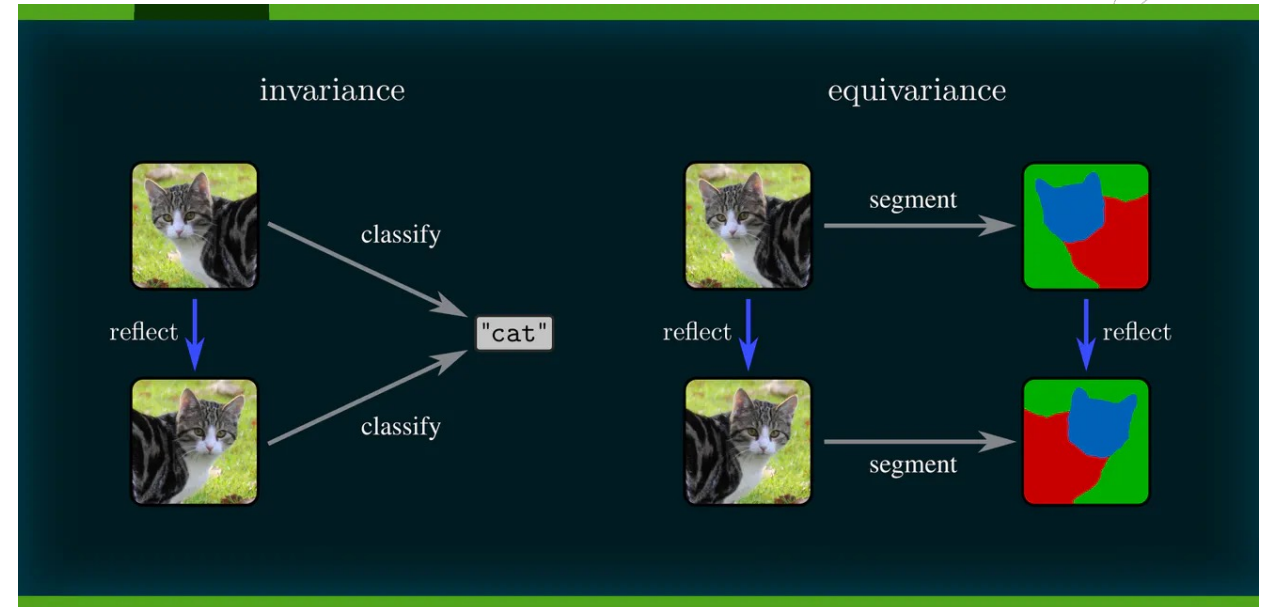 invariance
equivariance
classify
reflect
"cat"
classify
segment
reflect
reflect
segment